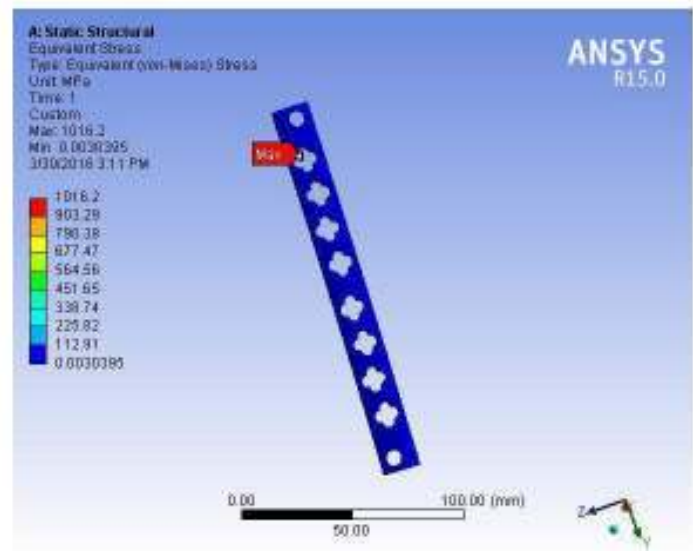 A: Static Structural
Equivalent Stress
Type: Equivalent (von-Mises) Stress
Unit: MPa
Time: 1
Custom
Max: 1016.2
Min: 0.0030395
3/30/2016 3:11 PM
1016.2
903.29
790.38
677.47
564.56
451.65
338.74
225.82
112.91
0.0030395
ANSYS
R15.0
Max
0.00
100.00 (mm)
50.00
Z
Y